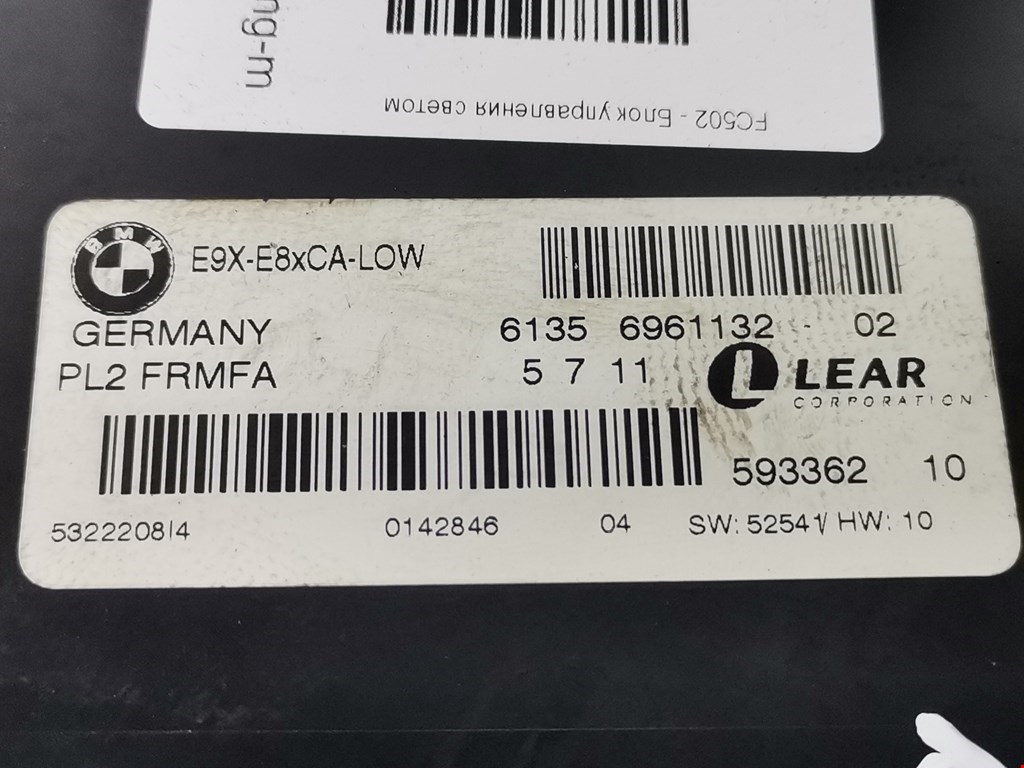 ng-m
FC502 - Блок управления светом
BMW
E9X-E8xCA-LOW
GERMANY
6135 6961132 - 02
PL2 FRMFA
5 7 11
L LEAR
CORPORATION
593362 10
53222208/4 0142846 04 SW: 52541/ HW: 10